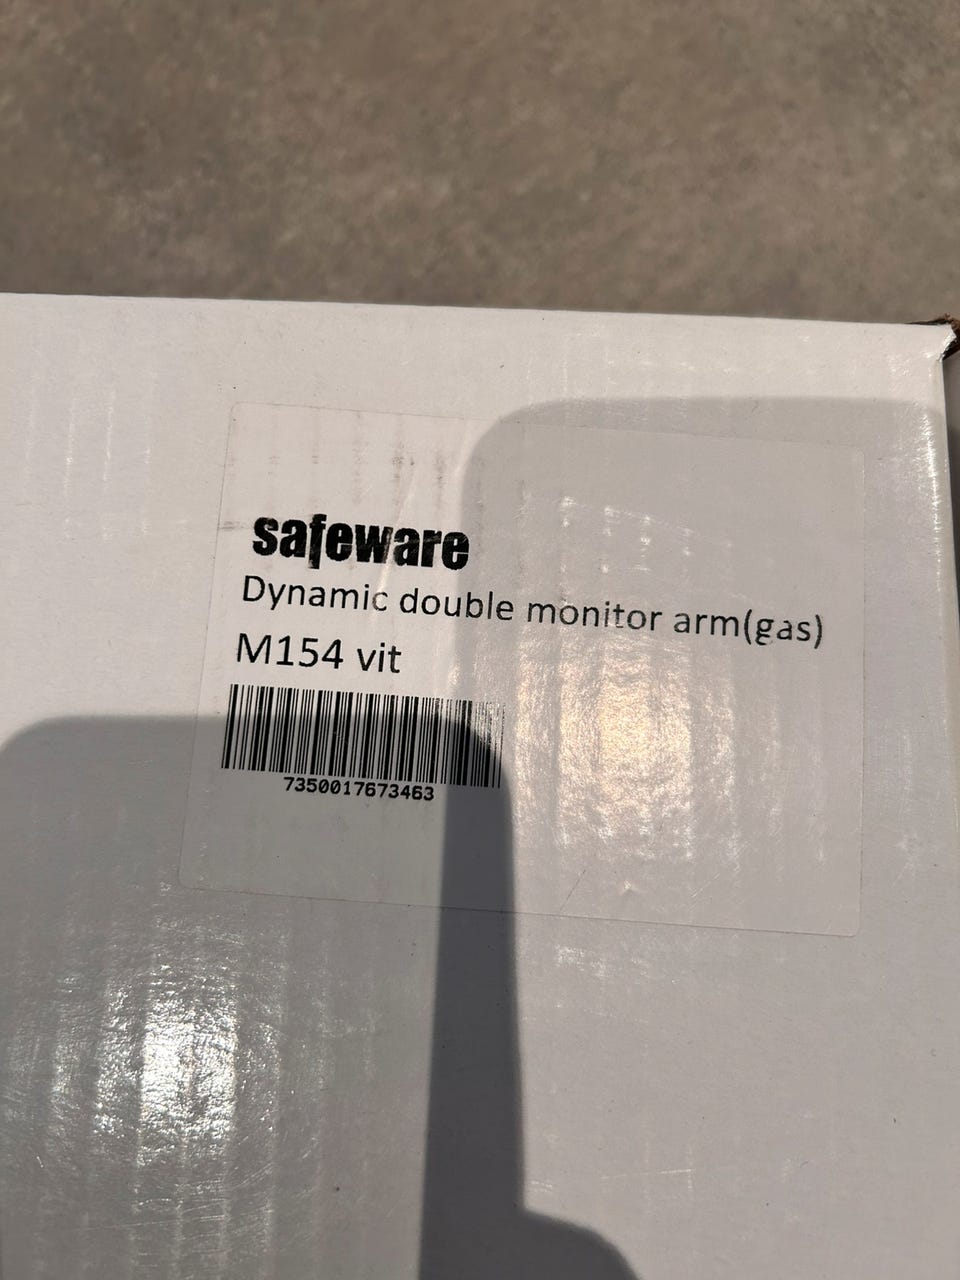 safeware
Dynamic double monitor arm(gas)
M154 vit
7350017673463